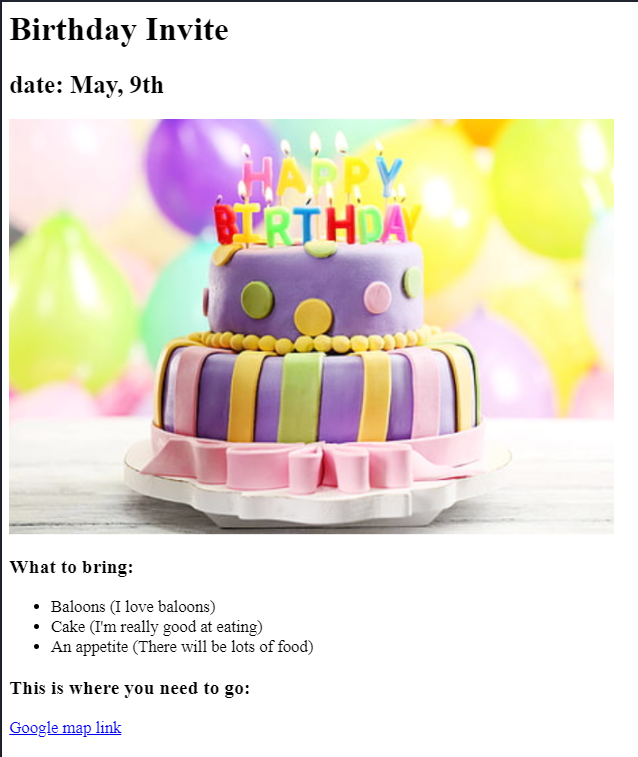 Birthday Invite
date: May, 9th
HAPPY
BIRTHDAY
What to bring:
Baloons (I love baloons)
Cake (I'm really good at eating)
An appetite (There will be lots of food)
This is where you need to go:
Google map link